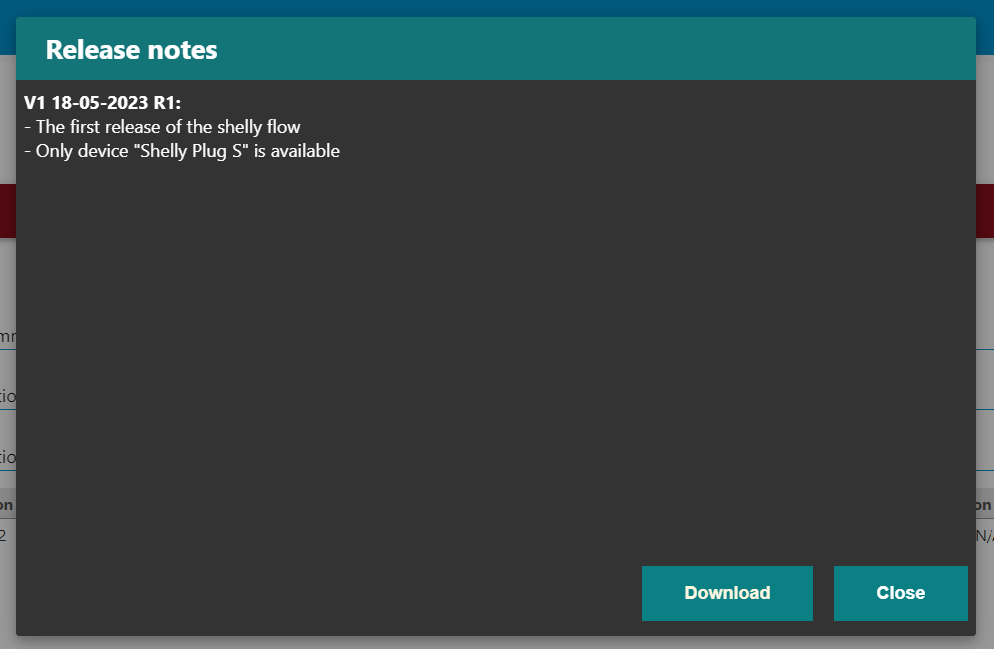 Release notes
V1 18-05-2023 R1:
- The first release of the shelly flow
- Only device "Shelly Plug S" is available
Download
Close